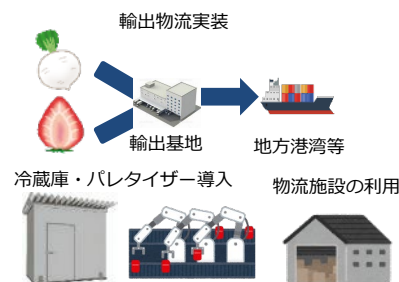 輸出物流実装
輸出基地
地方港湾等
冷蔵庫・パレタイザー導入
物流施設の利用